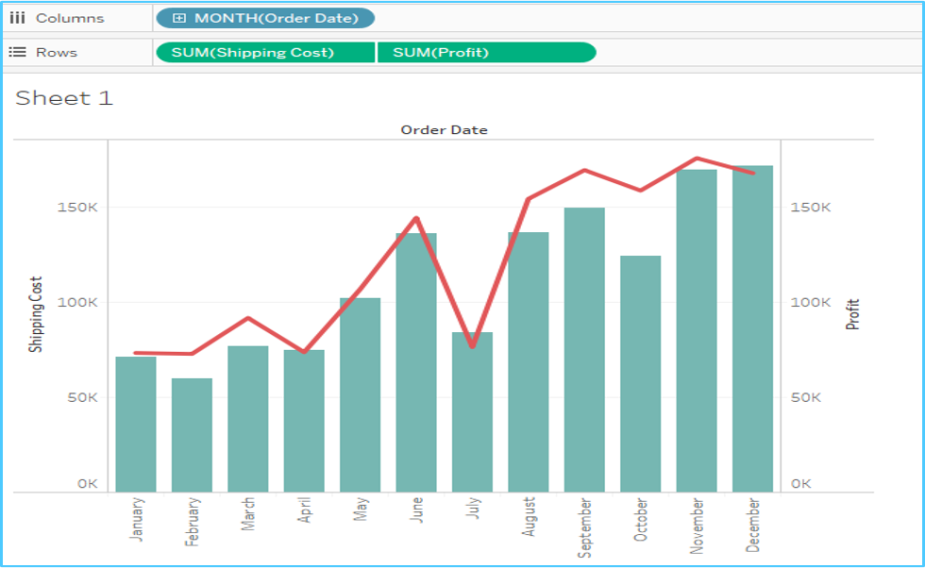 Columns MONTH(Order Date)
Rows SUM(Shipping Cost) SUM(Profit)
Sheet 1
Order Date
150K 150K
100K 100K
50K 50K
0K 0K
Shipping Cost
Profit
January February March April May June July August September October November December